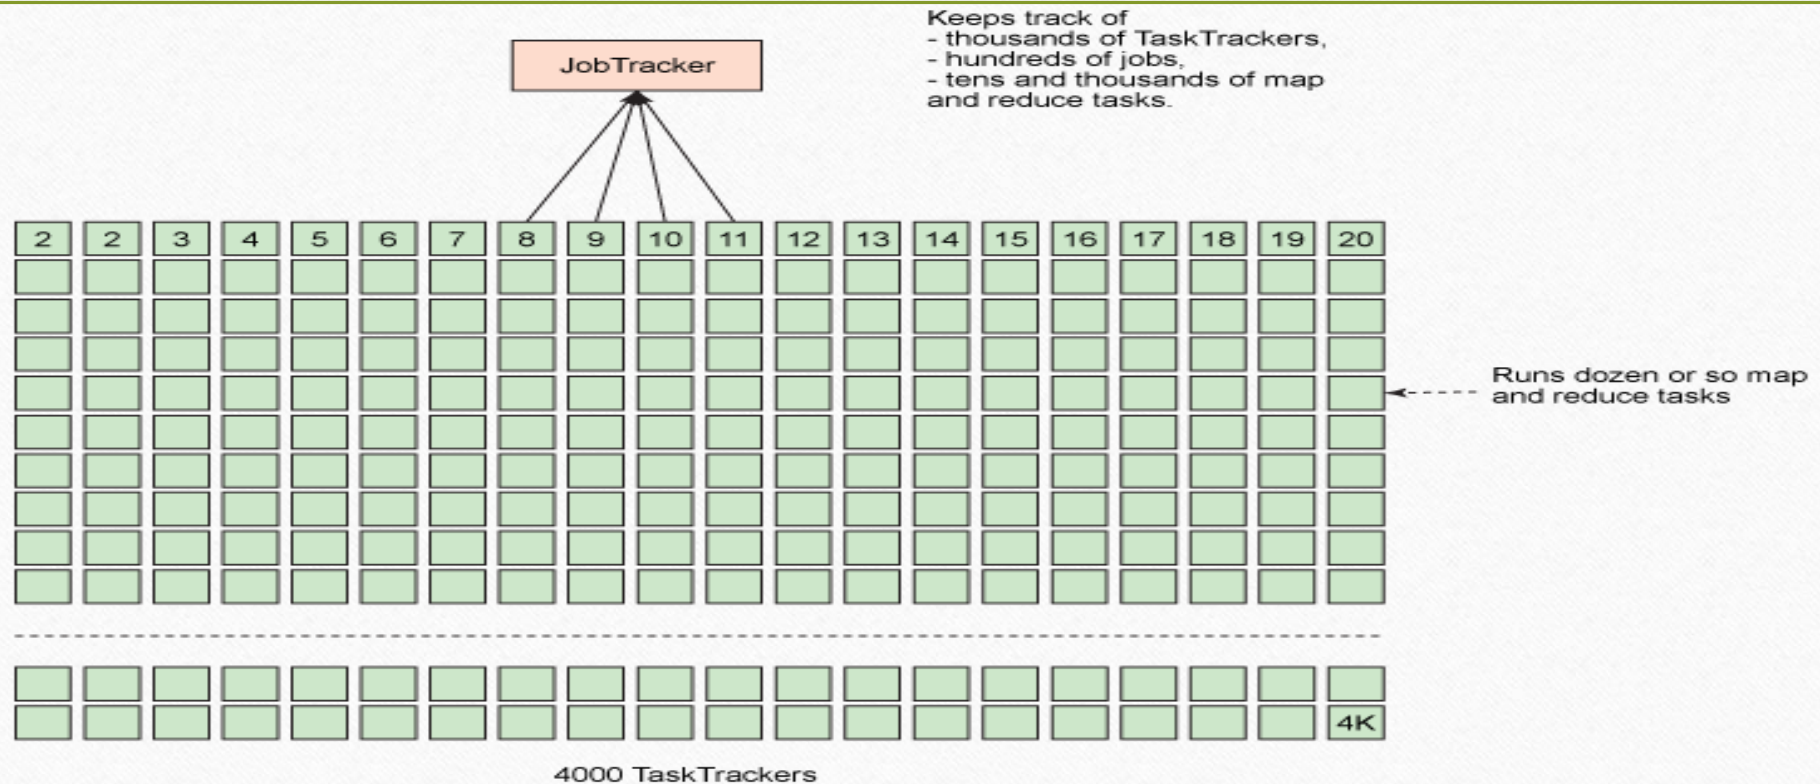 Keeps track of
- thousands of TaskTrackers,
- hundreds of jobs,
- tens and thousands of map
and reduce tasks.
JobTracker
2 2 3 4 5 6 7 8 9 10 11 12 13 14 15 16 17 18 19 20
Runs dozen or so map
and reduce tasks
4K
4000 TaskTrackers